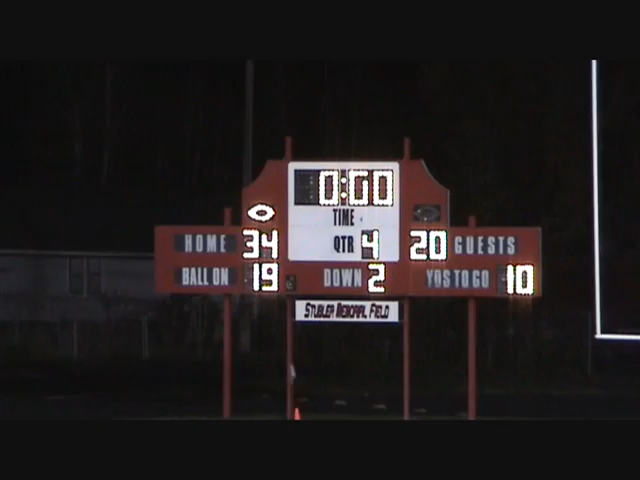 0:00
TIME
HOME 34 QTR 4 20 GUESTS
BALL ON 19 DOWN 2 YDS TO GO 10
STUBLER MEMORIAL FIELD